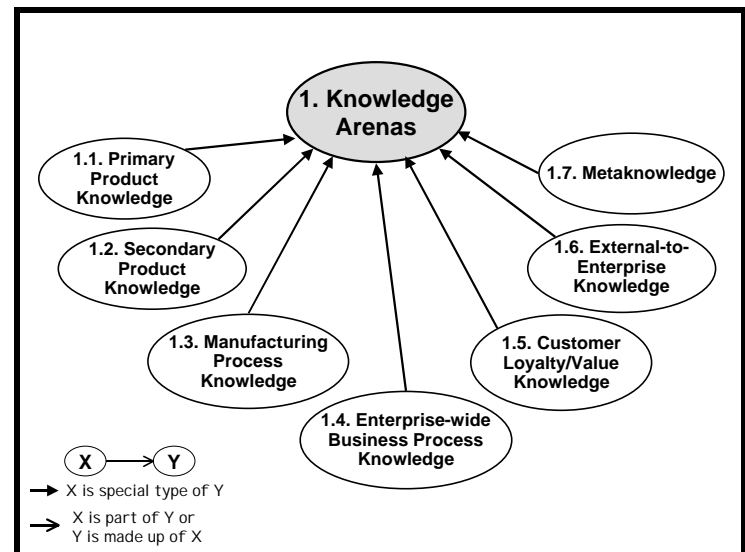 1. Knowledge
Arenas
1.1. Primary
Product
Knowledge
1.7. Metaknowledge
1.2. Secondary
Product
Knowledge
1.6. External-to-
Enterprise
Knowledge
1.3. Manufacturing
Process
Knowledge
1.5. Customer
Loyalty/Value
Knowledge
1.4. Enterprise-wide
Business Process
Knowledge
X
Y
X is special type of Y
X is part of Y or
Y is made up of X